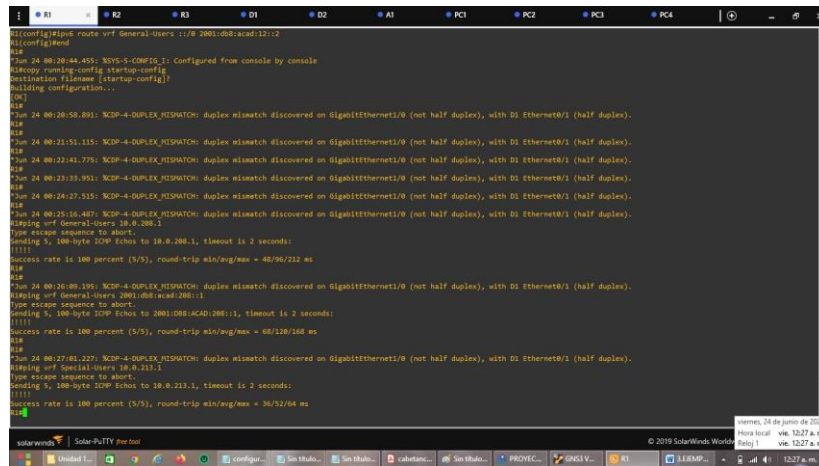 R1
R2
R3
D1
D2
A1
PC1
PC2
PC3
PC4
R1(config)#ipv6 route vrf General-Users ::/0 2001:db8:acad:12::2
R1(config)#end
R1#
*Jun 24 00:20:44.455: %SYS-5-CONFIG_I: Configured from console by console
R1#copy running-config startup-config
Destination filename [startup-config]?
Building configuration...
[OK]
R1#
*Jun 24 00:20:58.891: %CDP-4-DUPLEX_MISMATCH: duplex mismatch discovered on GigabitEthernet1/0 (not half duplex), with D1 Ethernet0/1 (half duplex).
R1#
R1#
*Jun 24 00:21:51.115: %CDP-4-DUPLEX_MISMATCH: duplex mismatch discovered on GigabitEthernet1/0 (not half duplex), with D1 Ethernet0/1 (half duplex).
R1#
*Jun 24 00:22:41.775: %CDP-4-DUPLEX_MISMATCH: duplex mismatch discovered on GigabitEthernet1/0 (not half duplex), with D1 Ethernet0/1 (half duplex).
R1#
*Jun 24 00:23:33.951: %CDP-4-DUPLEX_MISMATCH: duplex mismatch discovered on GigabitEthernet1/0 (not half duplex), with D1 Ethernet0/1 (half duplex).
R1#
*Jun 24 00:24:27.515: %CDP-4-DUPLEX_MISMATCH: duplex mismatch discovered on GigabitEthernet1/0 (not half duplex), with D1 Ethernet0/1 (half duplex).
R1#
*Jun 24 00:25:16.487: %CDP-4-DUPLEX_MISMATCH: duplex mismatch discovered on GigabitEthernet1/0 (not half duplex), with D1 Ethernet0/1 (half duplex).
R1#ping vrf General-Users 10.0.208.1
Type escape sequence to abort.
Sending 5, 100-byte ICMP Echos to 10.0.208.1, timeout is 2 seconds:
!!!!!
Success rate is 100 percent (5/5), round-trip min/avg/max = 48/96/212 ms
R1#
R1#
*Jun 24 00:26:09.195: %CDP-4-DUPLEX_MISMATCH: duplex mismatch discovered on GigabitEthernet1/0 (not half duplex), with D1 Ethernet0/1 (half duplex).
R1#ping vrf General-Users 2001:db8:acad:208::1
Type escape sequence to abort.
Sending 5, 100-byte ICMP Echos to 2001:DB8:ACAD:208::1, timeout is 2 seconds:
!!!!!
Success rate is 100 percent (5/5), round-trip min/avg/max = 68/120/168 ms
R1#
R1#
*Jun 24 00:27:01.227: %CDP-4-DUPLEX_MISMATCH: duplex mismatch discovered on GigabitEthernet1/0 (not half duplex), with D1 Ethernet0/1 (half duplex).
R1#ping vrf Special-Users 10.0.213.1
Type escape sequence to abort.
Sending 5, 100-byte ICMP Echos to 10.0.213.1, timeout is 2 seconds:
!!!!!
Success rate is 100 percent (5/5), round-trip min/avg/max = 36/52/64 ms
R1#
viernes, 24 de junio de 202
Hora local vie. 12:27 a.
Reloj 1 vie. 12:27 a.
solarwinds | Solar-PuTTY free tool
© 2019 SolarWinds Worldw
Unidad 1...
configur...
Sin título...
Sin título...
cabetanc...
Sin título...
PROYEC...
GNS3 V...
R1
3.EJEMP...
12:27 a. m.